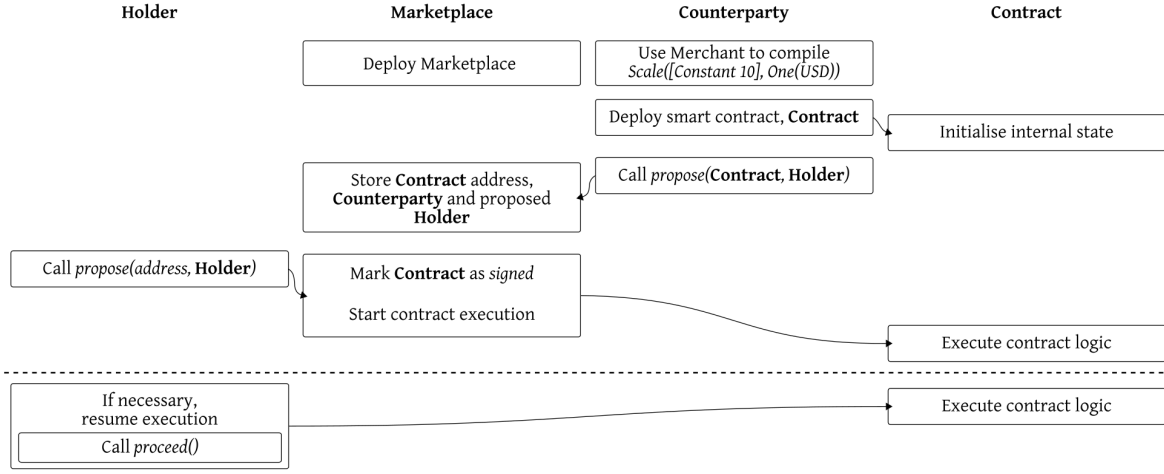 Holder
Marketplace
Counterparty
Contract
Deploy Marketplace
Use Merchant to compile
Scale([Constant 10], One(USD))
Deploy smart contract, Contract
Initialise internal state
Call propose(Contract, Holder)
Store Contract address,
Counterparty and proposed
Holder
Call propose(address, Holder)
Mark Contract as signed
Start contract execution
Execute contract logic
If necessary,
resume execution
Call proceed()
Execute contract logic